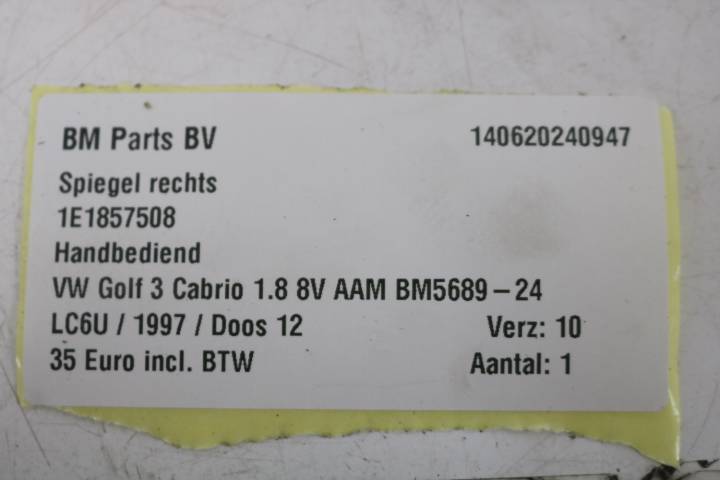 BM Parts BV 140620240947
Spiegel rechts
1E1857508
Handbediend
VW Golf 3 Cabrio 1.8 8V AAM BM5689-24
LC6U / 1997 / Doos 12 Verz: 10
35 Euro incl. BTW Aantal: 1